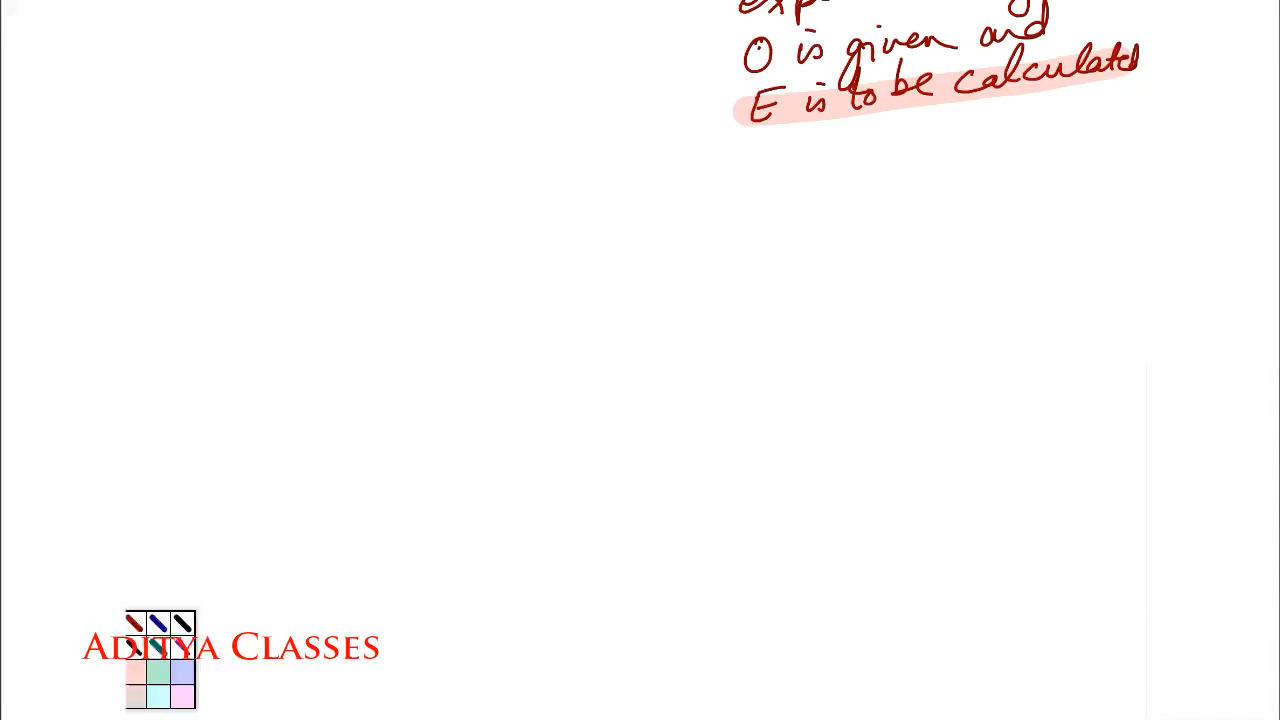 O is given and
E is to be calculated
ADITYA CLASSES